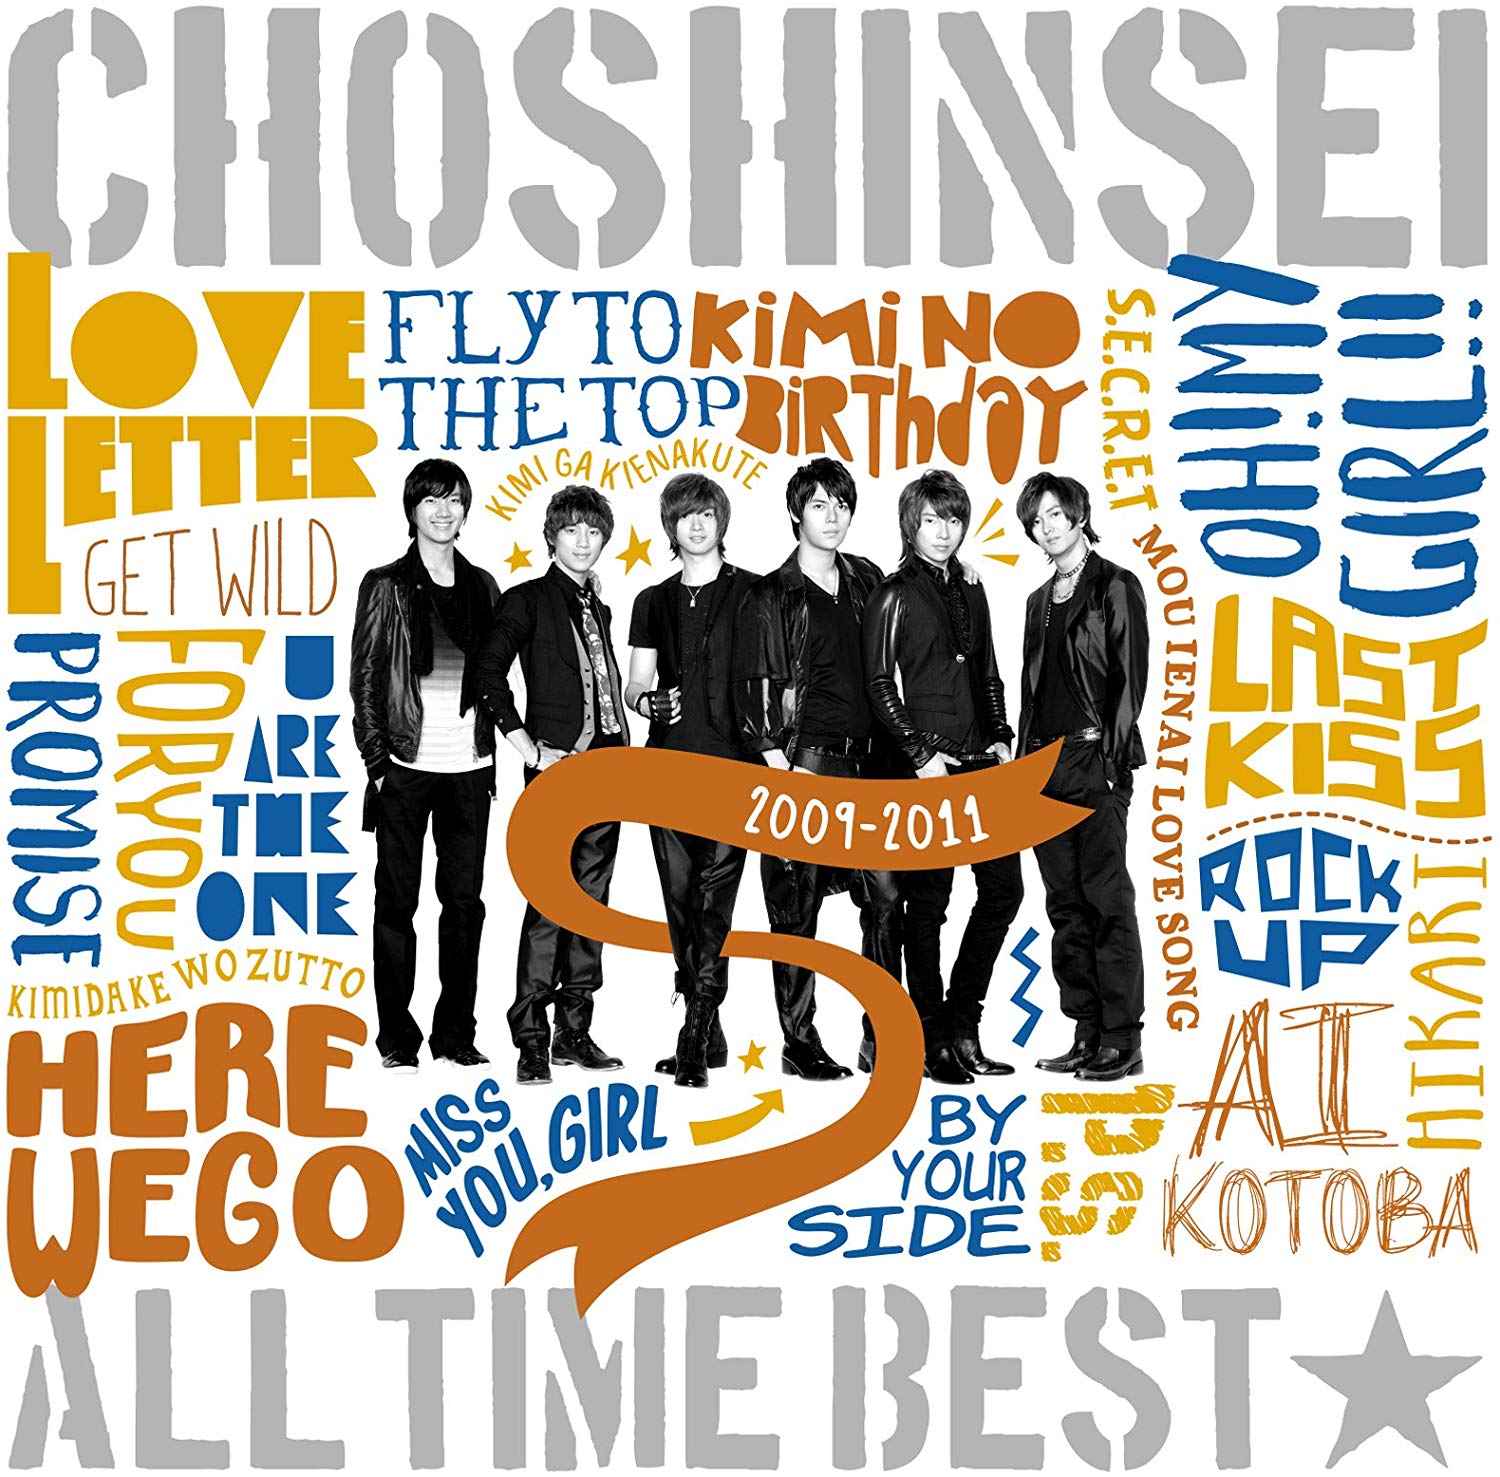 CHOSHINSEI
LOVE
LETTER
FLY TO
THE TOP
KiMi NO
BiRThdAY
S.E.C.R.E.T
OH! MY
GIRL!!
KIMI GA KIENAKUTE
GET WILD
PROMISE
FOR YOU
U
ARE
THE
ONE
MOU IENAI LOVE SONG
LAST
KISS
2009-2011
ROCK
UP
HIKARI
KIMIDAKE WO ZUTTO
HERE
WE GO
MISS
YOU, GIRL
BY
YOUR
SIDE
J.P
AI
KOTOBA
ALL TIME BEST★